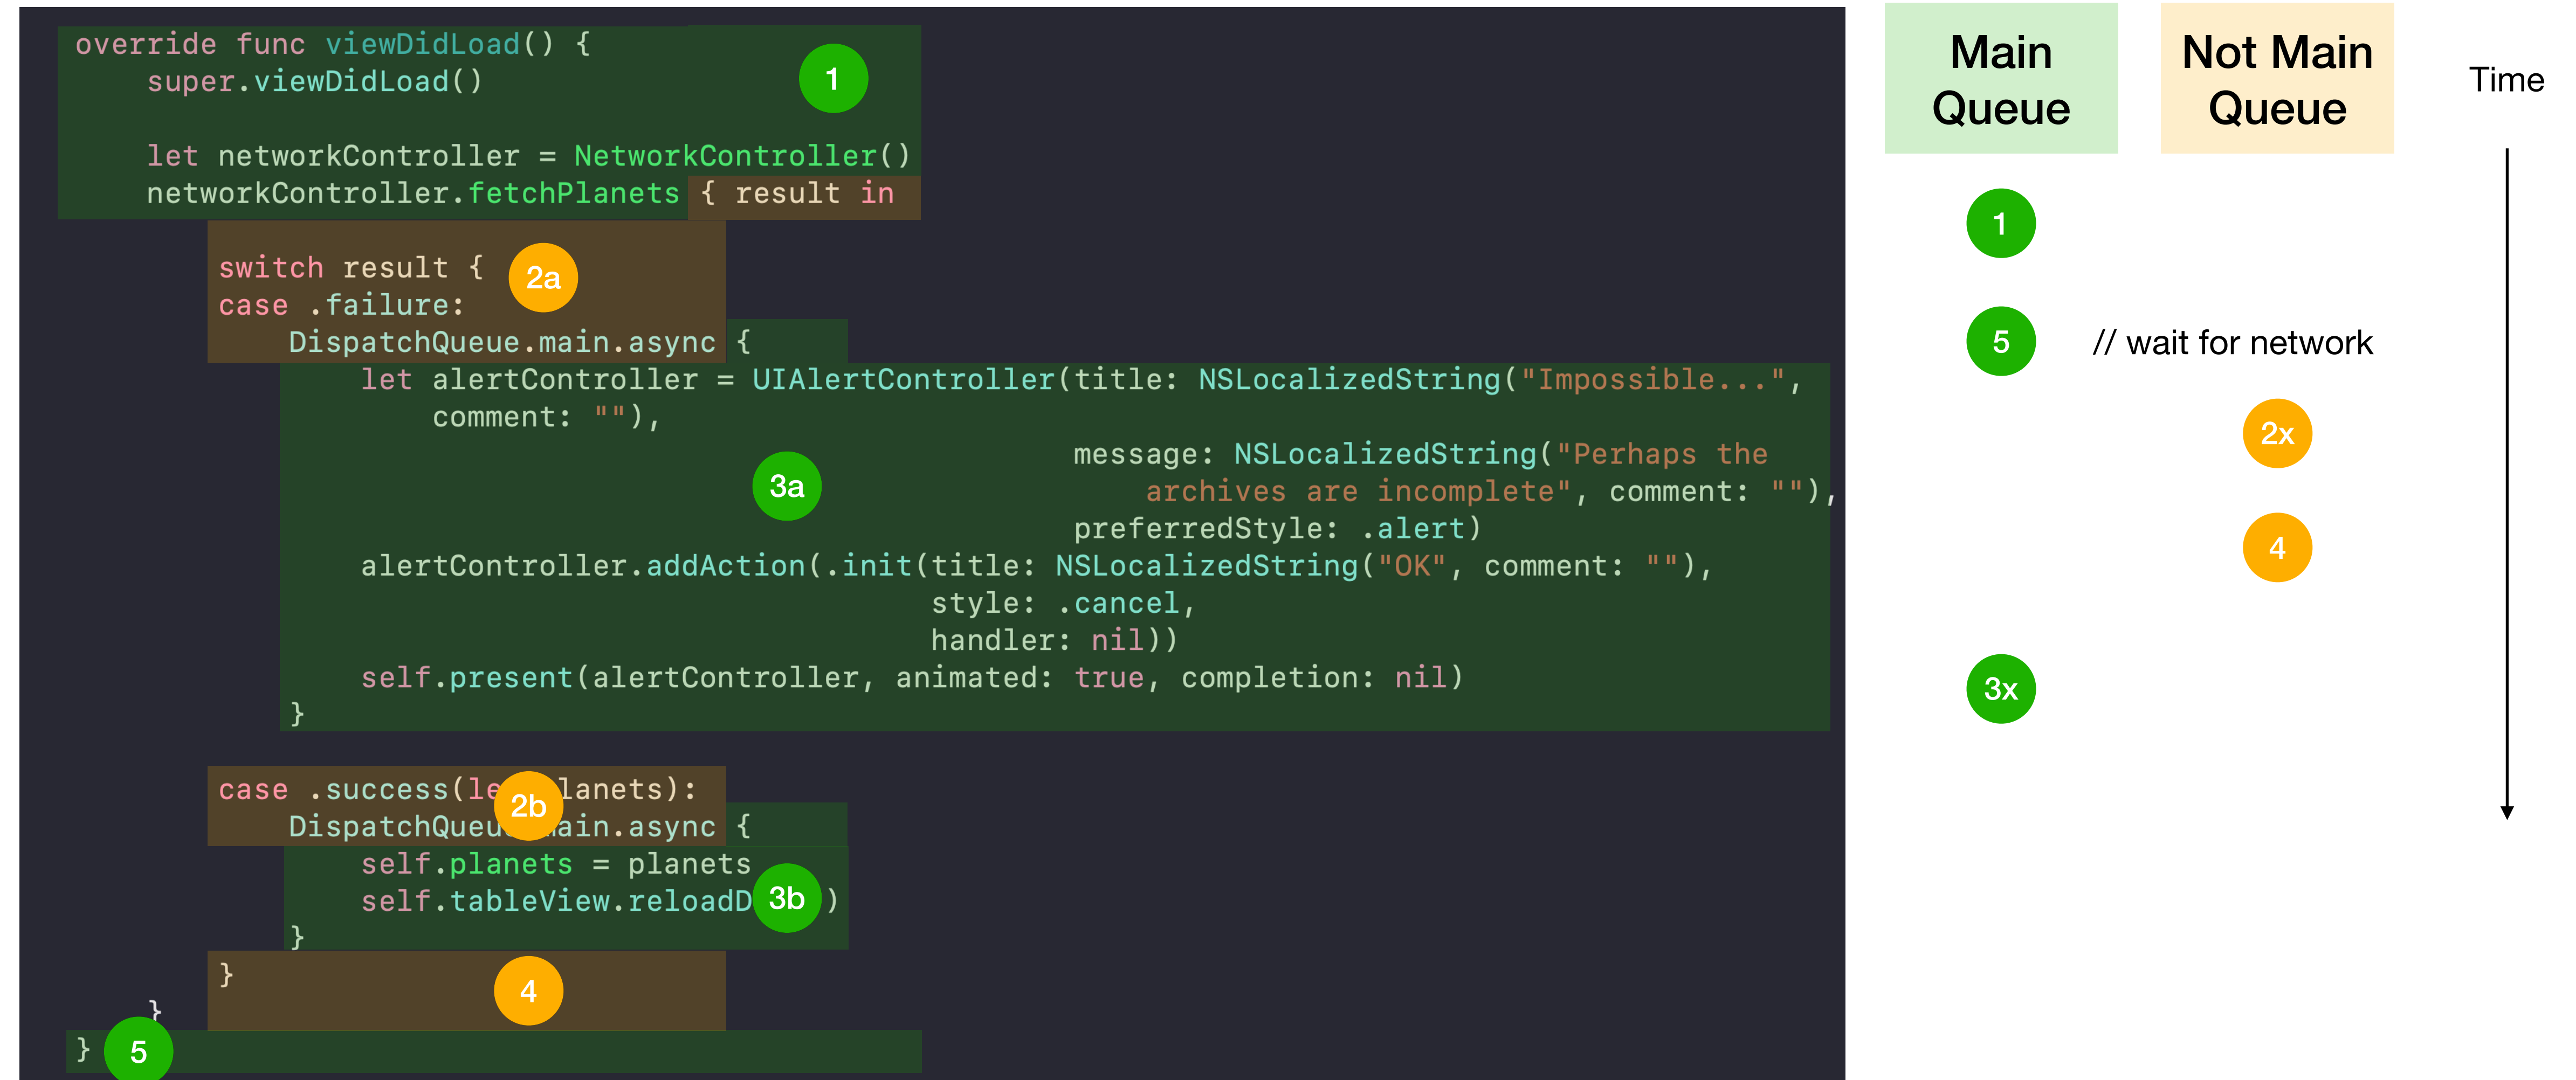 override func viewDidLoad() {
super.viewDidLoad()
1
let networkController = NetworkController()
networkController.fetchPlanets { result in
switch result {
2a
case .failure:
DispatchQueue.main.async {
let alertController = UIAlertController(title: NSLocalizedString("Impossible...",
comment: ""),
message: NSLocalizedString("Perhaps the
3a
archives are incomplete", comment: ""),
preferredStyle: .alert)
alertController.addAction(.init(title: NSLocalizedString("OK", comment: ""),
style: .cancel,
handler: nil))
self.present(alertController, animated: true, completion: nil)
}
case .success(le lanets):
2b
DispatchQueu ain.async {
self.planets = planets
self.tableView.reloadD )
3b
}
}
4
}
} 5
Main
Queue
Not Main
Queue
Time
1
5 // wait for network
2x
4
3x